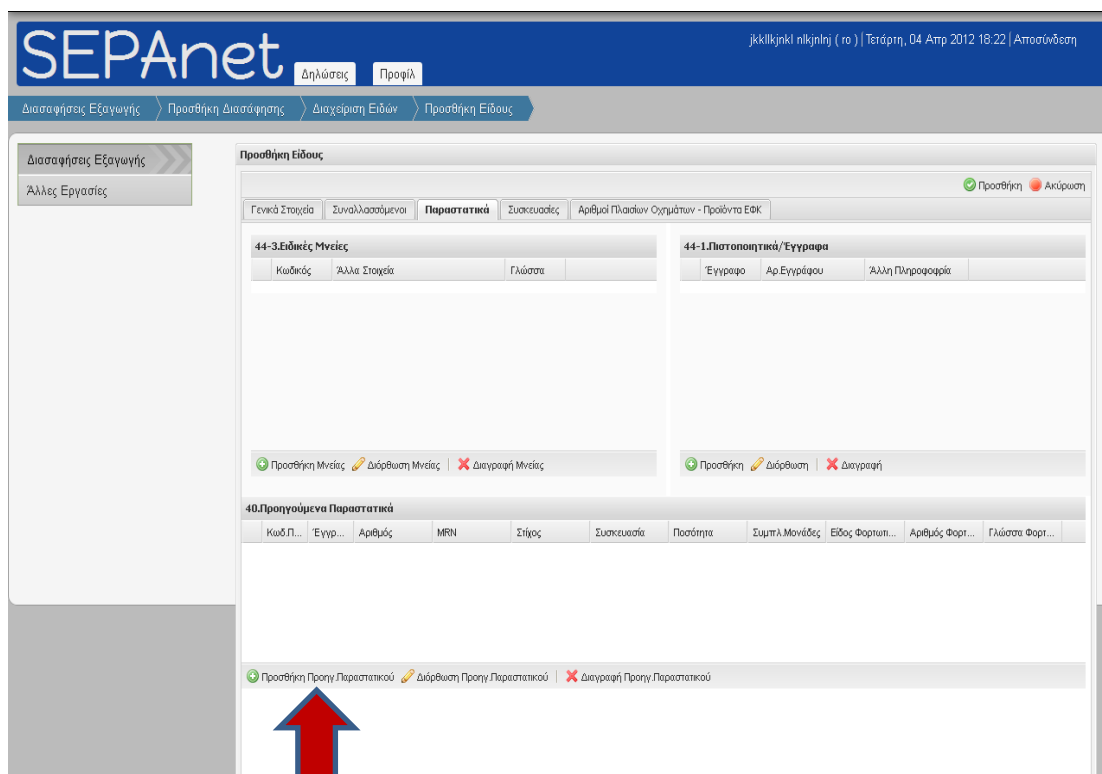 SEPAnet
Δηλώσεις Προφίλ
jkkllkjnkl nlkjnlnj ( ro ) | Τετάρτη, 04 Απρ 2012 18:22 | Αποσύνδεση
Διασαφήσεις Εξαγωγής Προσθήκη Διασάφησης Διαχείριση Ειδών Προσθήκη Είδους
Διασαφήσεις Εξαγωγής
Άλλες Εργασίες
Προσθήκη Είδους
Προσθήκη Ακύρωση
Γενικά Στοιχεία Συναλλασσόμενοι Παραστατικά Συσκευασίες Αριθμοί Πλαισίων Οχημάτων - Προϊόντα ΕΦΚ
44-3.Ειδικές Μνείες
Κωδικός Άλλα Στοιχεία Γλώσσα
Προσθήκη Μνείας Διόρθωση Μνείας | Διαγραφή Μνείας
44-1.Πιστοποιητικά/Έγγραφα
Έγγραφο Αρ.Εγγράφου Άλλη Πληροφοφρία
Προσθήκη Διόρθωση | Διαγραφή
40.Προηγούμενα Παραστατικά
Κωδ.Π... Έγγρ... Αριθμός MRN Στίχος Συσκευασία Ποσότητα Συμπλ.Μονάδες Είδος Φορτωτι... Αριθμός Φορτ... Γλώσσα Φορτ...
Προσθήκη Προηγ.Παραστατικού Διόρθωση Προηγ.Παραστατικού | Διαγραφή Προηγ.Παραστατικού